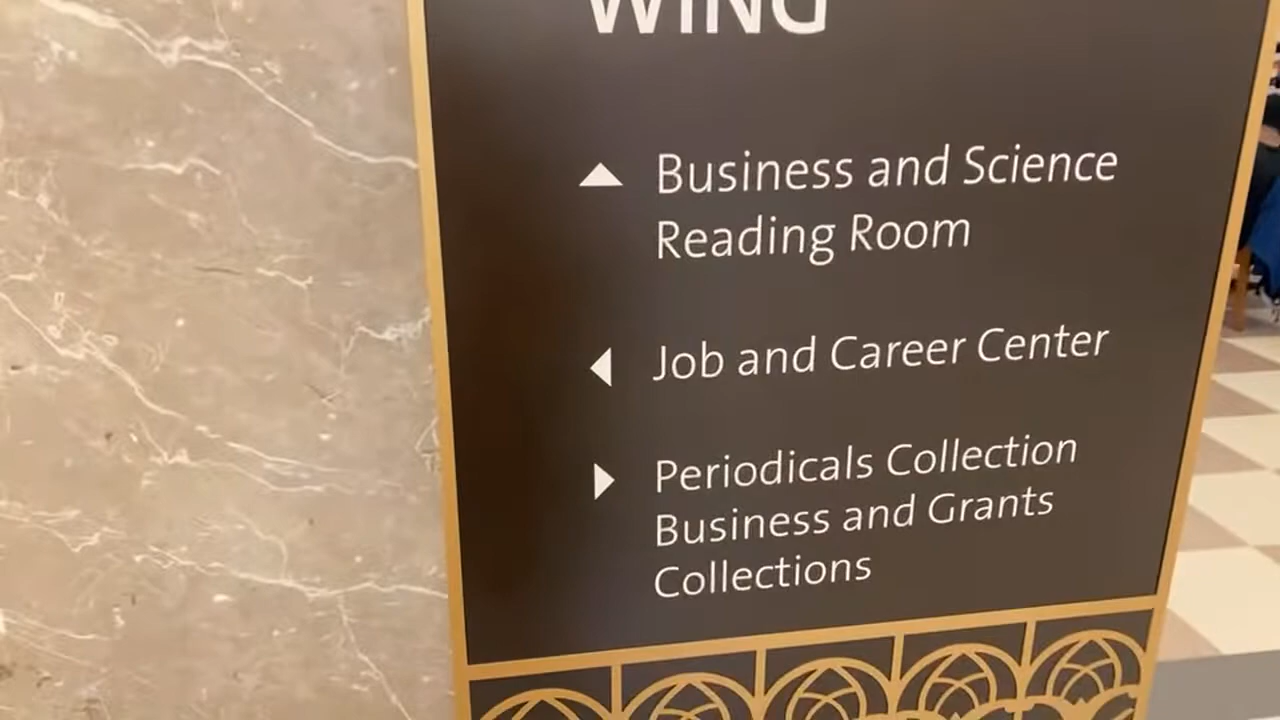 WING
Business and Science
Reading Room
Job and Career Center
Periodicals Collection
Business and Grants
Collections